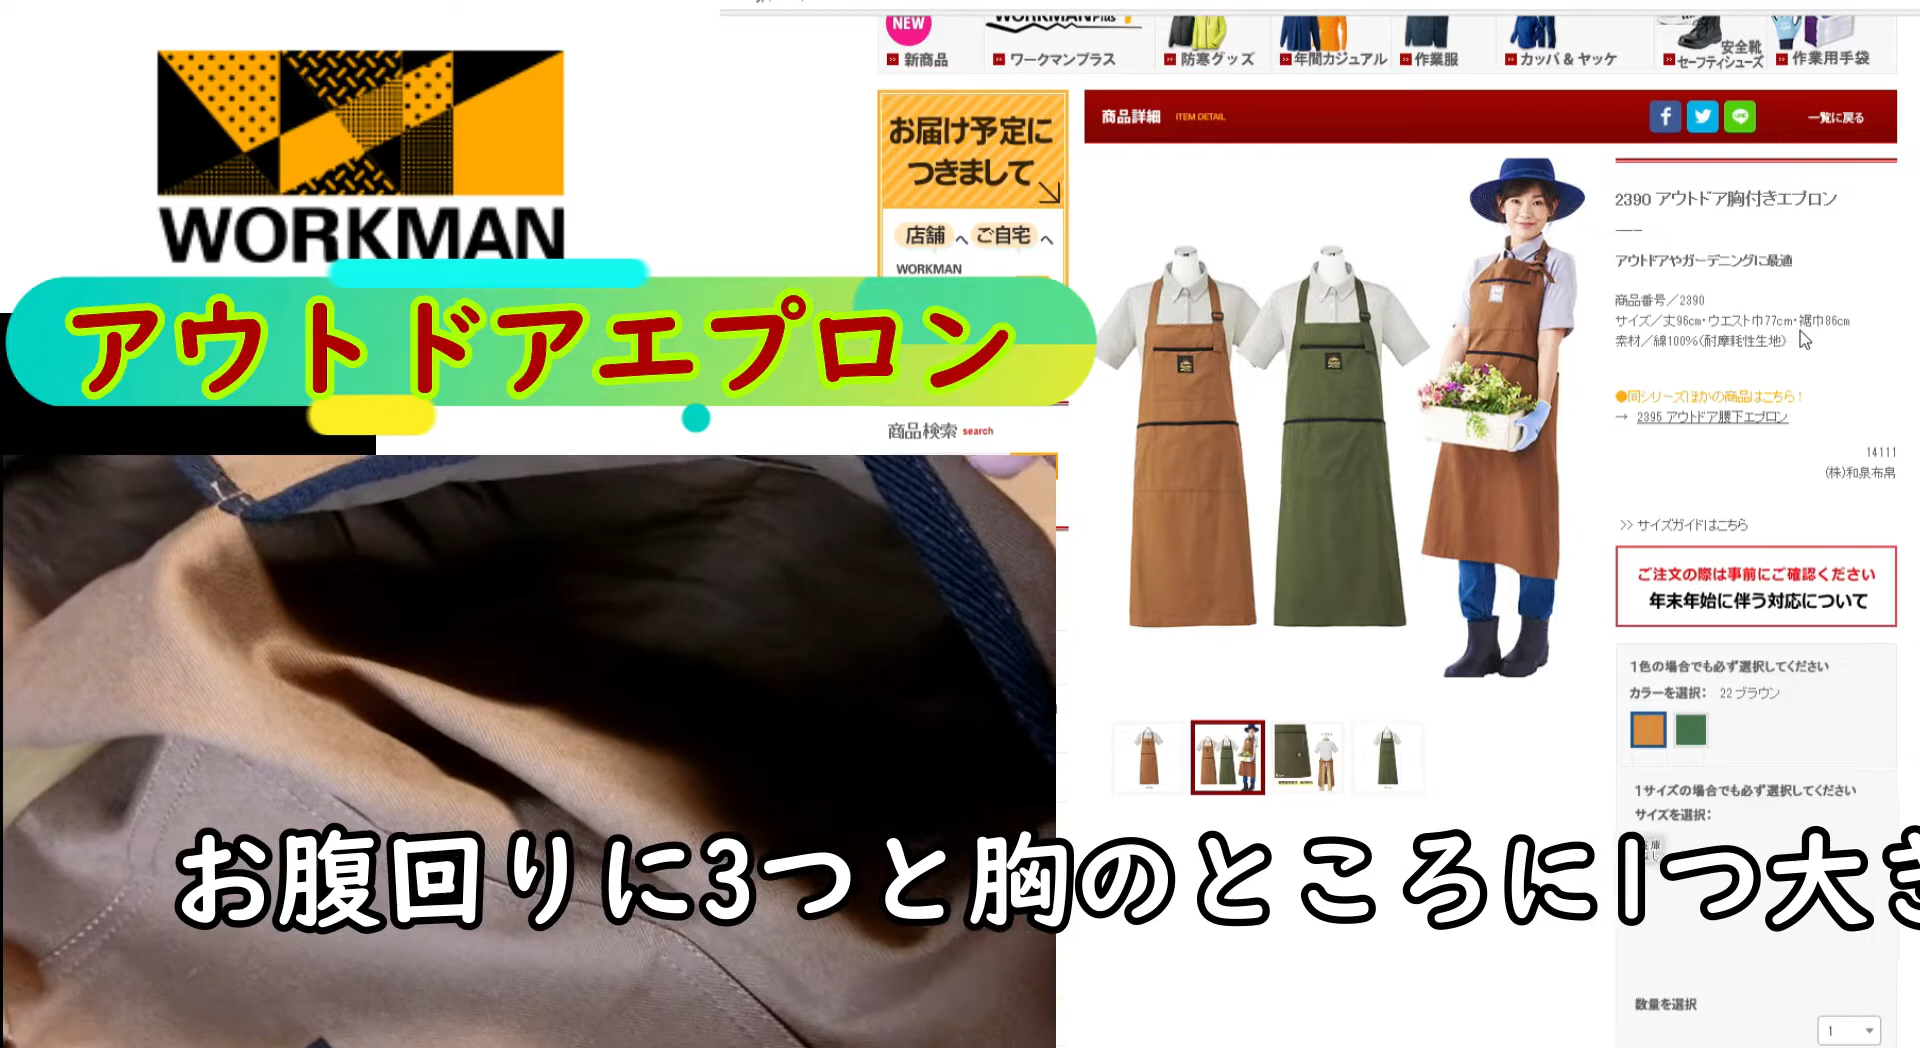 WORKMAN
アウトドアエプロン
NEW
新商品
WORKMAN Plus
ワークマンプラス
防寒グッズ
年間カジュアル
作業服
カッパ & ヤッケ
安全靴
セーフティシューズ
作業用手袋
お届け予定に
つきまして
店舗へご自宅へ
WORKMAN
商品検索 search
商品詳細 ITEM DETAIL
一覧に戻る
2390 アウトドア胸付きエプロン
アウトドアやガーデニングに最適
商品番号／2390
サイズ／丈96cm・ウエスト巾77cm・裾巾86cm
素材／綿100%〈耐摩耗性生地〉
●同シリーズほかの商品はこちら！
→ 2395 アウトドア腰下エプロン
14111
(株)和泉布帛
>> サイズガイドはこちら
ご注文の際は事前にご確認ください
年末年始に伴う対応について
1色の場合でも必ず選択してください
カラーを選択： 22 ブラウン
1サイズの場合でも必ず選択してください
サイズを選択：
お腹回りに3つと胸のところに1つ大き
数量を選択
1